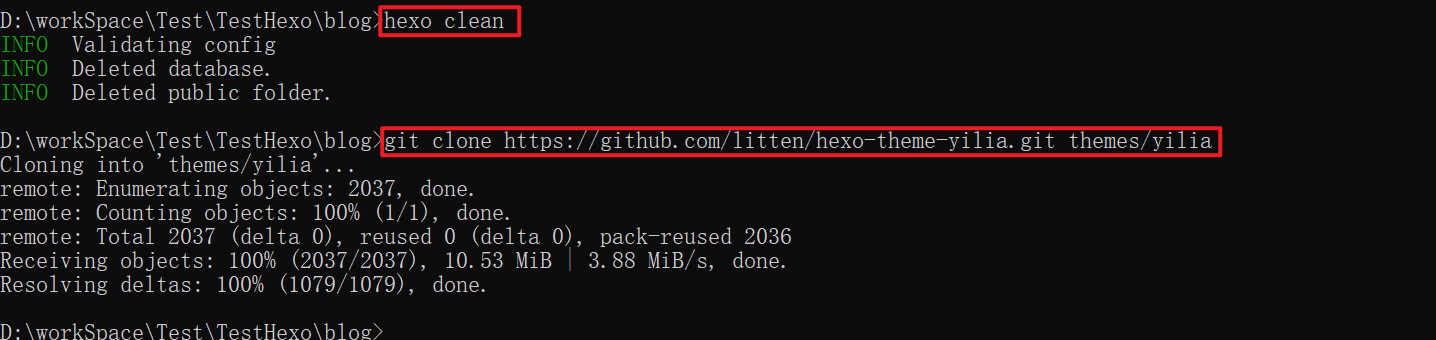 D:\workSpace\Test\TestHexo\blog>hexo clean
INFO  Validating config
INFO  Deleted database.
INFO  Deleted public folder.
D:\workSpace\Test\TestHexo\blog>git clone https://github.com/litten/hexo-theme-yilia.git themes/yilia
Cloning into 'themes/yilia'...
remote: Enumerating objects: 2037, done.
remote: Counting objects: 100% (1/1), done.
remote: Total 2037 (delta 0), reused 0 (delta 0), pack-reused 2036
Receiving objects: 100% (2037/2037), 10.53 MiB | 3.88 MiB/s, done.
Resolving deltas: 100% (1079/1079), done.
D:\workSpace\Test\TestHexo\blog>